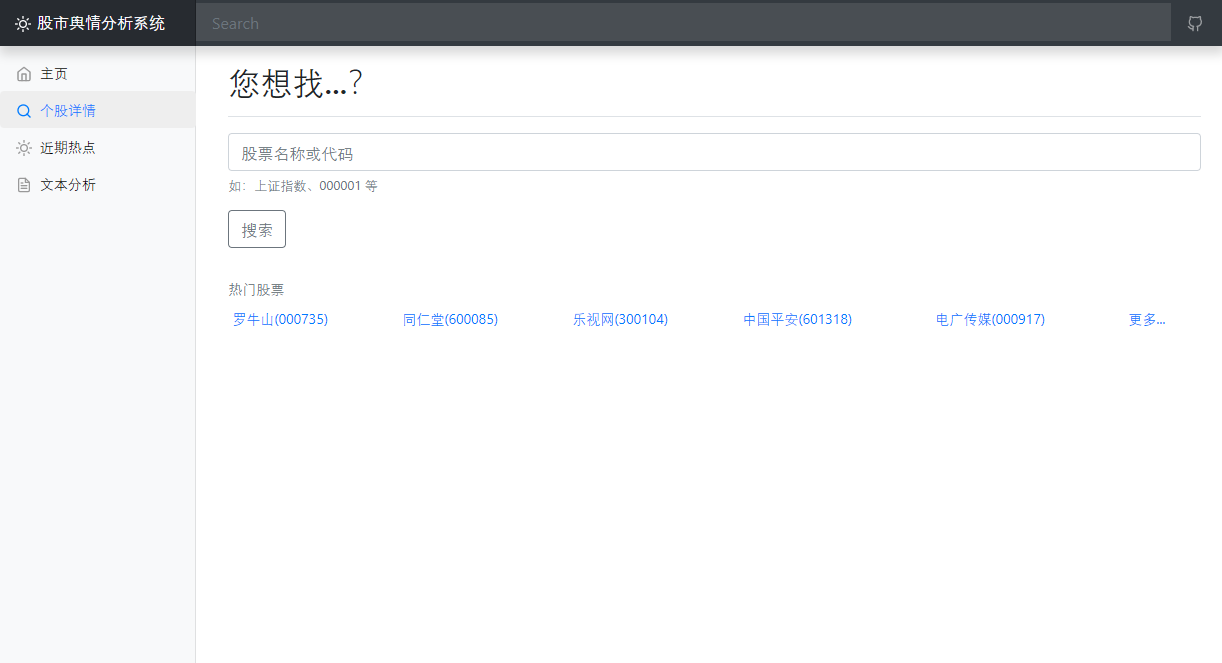 股市舆情分析系统
Search
主页
个股详情
近期热点
文本分析
您想找...?
股票名称或代码
如：上证指数、000001 等
搜索
热门股票
罗牛山(000735) 同仁堂(600085) 乐视网(300104) 中国平安(601318) 电广传媒(000917) 更多...